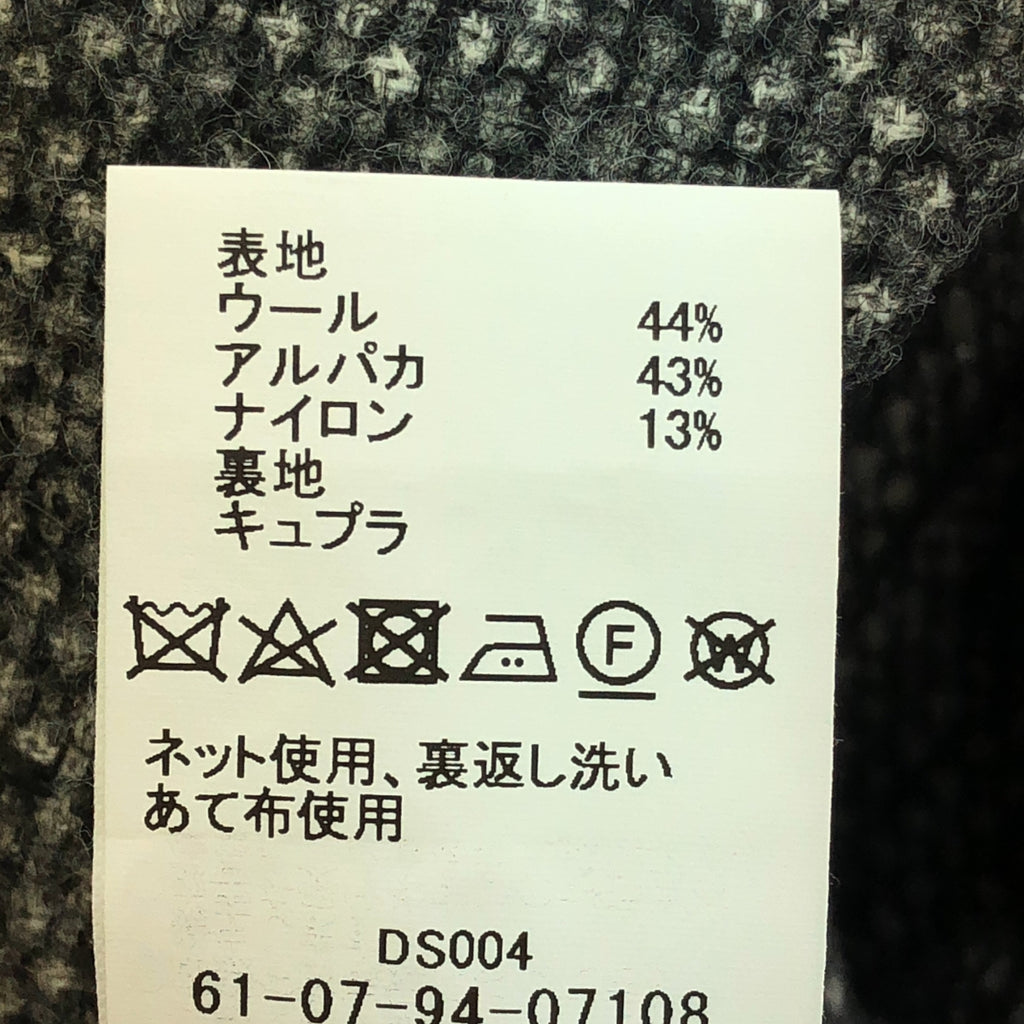 表地
ウール 44%
アルパカ 43%
ナイロン 13%
裏地
キュプラ
F W
ネット使用、裏返し洗い
あて布使用
DS004
61-07-94-07108